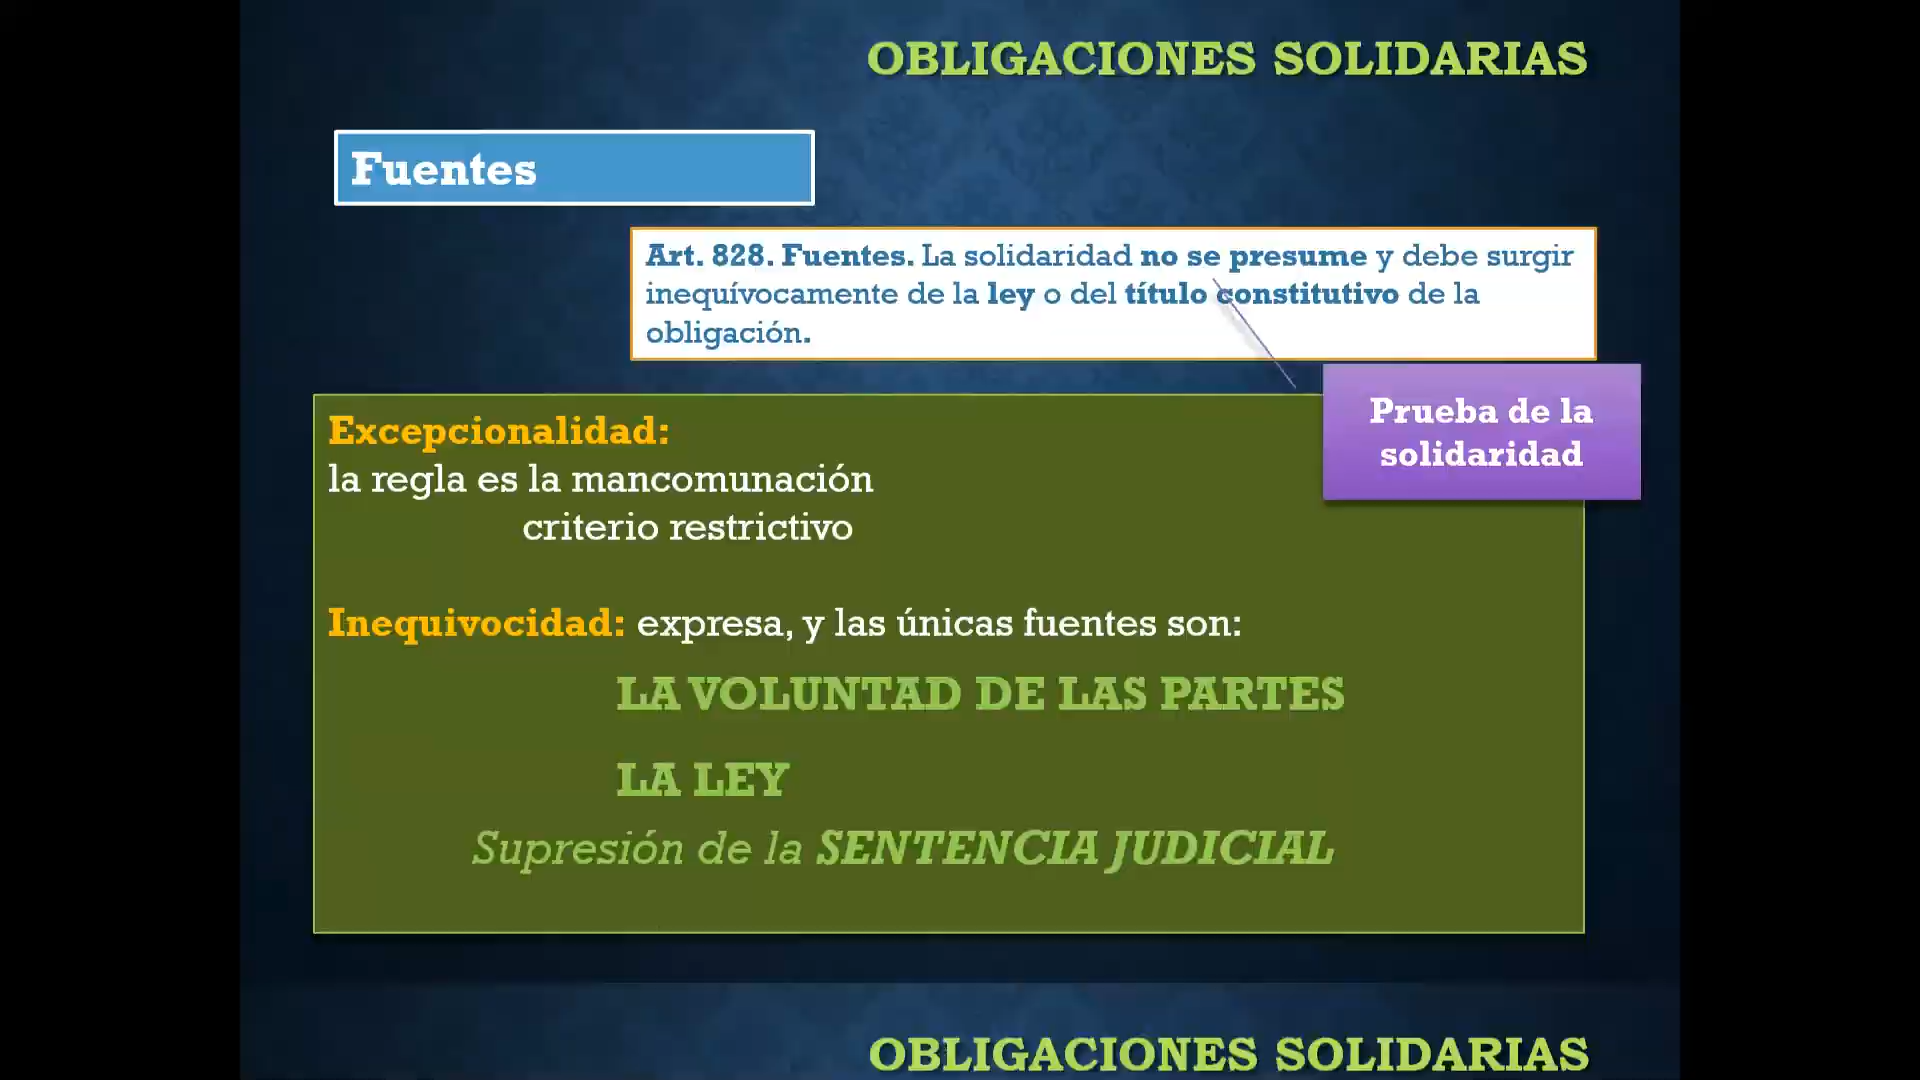 OBLIGACIONES SOLIDARIAS
Fuentes
Art. 828. Fuentes. La solidaridad no se presume y debe surgir
inequívocamente de la ley o del título constitutivo de la
obligación.
Prueba de la
solidaridad
Excepcionalidad:
la regla es la mancomunación
criterio restrictivo
Inequivocidad: expresa, y las únicas fuentes son:
LA VOLUNTAD DE LAS PARTES
LA LEY
Supresión de la SENTENCIA JUDICIAL
OBLIGACIONES SOLIDARIAS